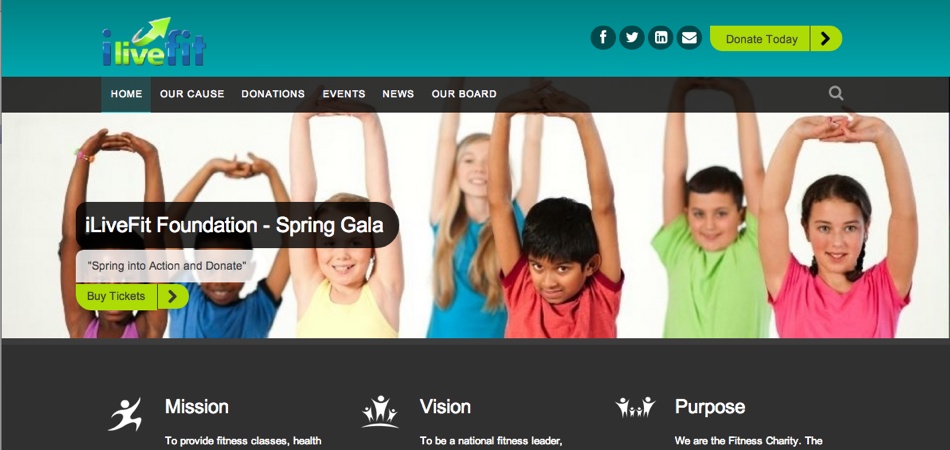 ilivefit
Donate Today
HOME OUR CAUSE DONATIONS EVENTS NEWS OUR BOARD
iLiveFit Foundation - Spring Gala
"Spring into Action and Donate"
Buy Tickets
Mission
To provide fitness classes, health
Vision
To be a national fitness leader,
Purpose
We are the Fitness Charity. The